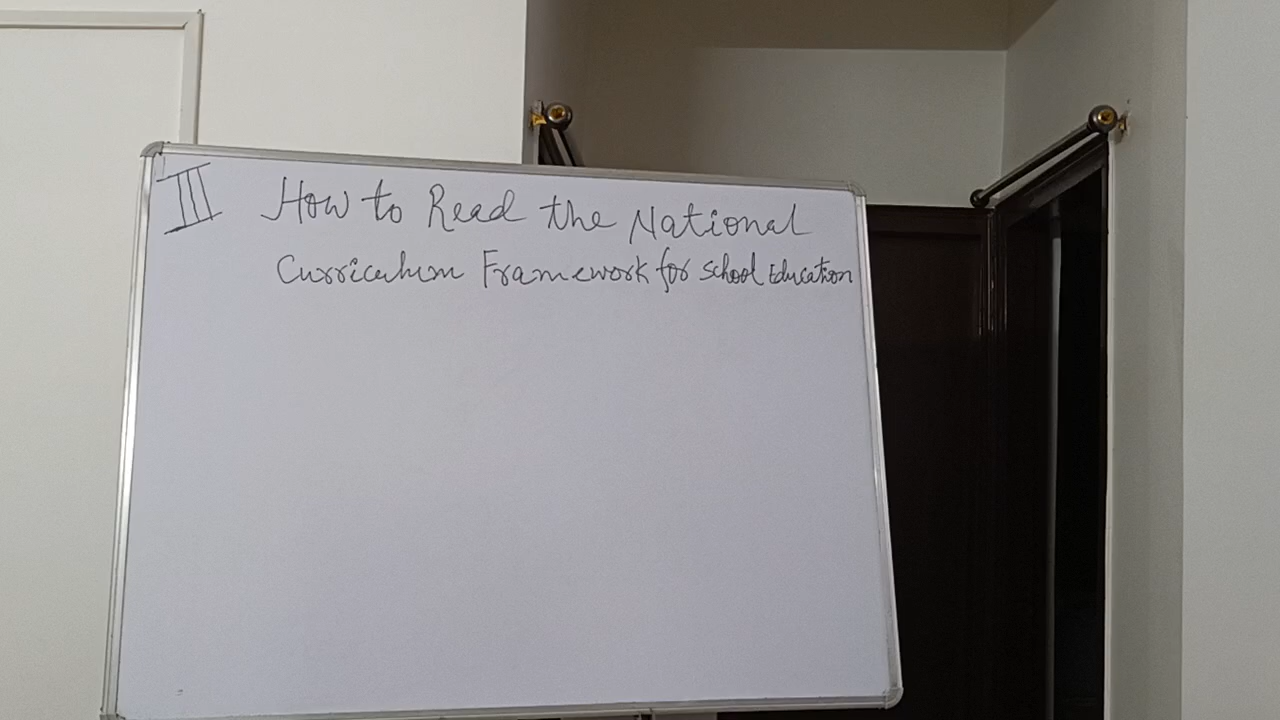 III How to Read the National
Curriculum Framework for School Education